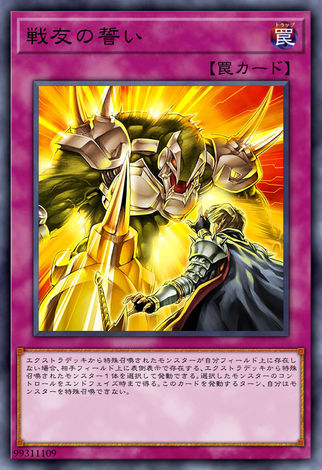 戦友の誓い
トラップ
罠
【罠カード】
エクストラデッキから特殊召喚されたモンスターが自分フィールド上に存在し
ない場合、相手フィールド上に表側表示で存在する、エクストラデッキから特殊
召喚されたモンスター１体を選択して発動できる。選択したモンスターのコン
トロールをエンドフェイズ時まで得る。このカードを発動するターン、自分はモ
ンスターを特殊召喚できない。
99311109